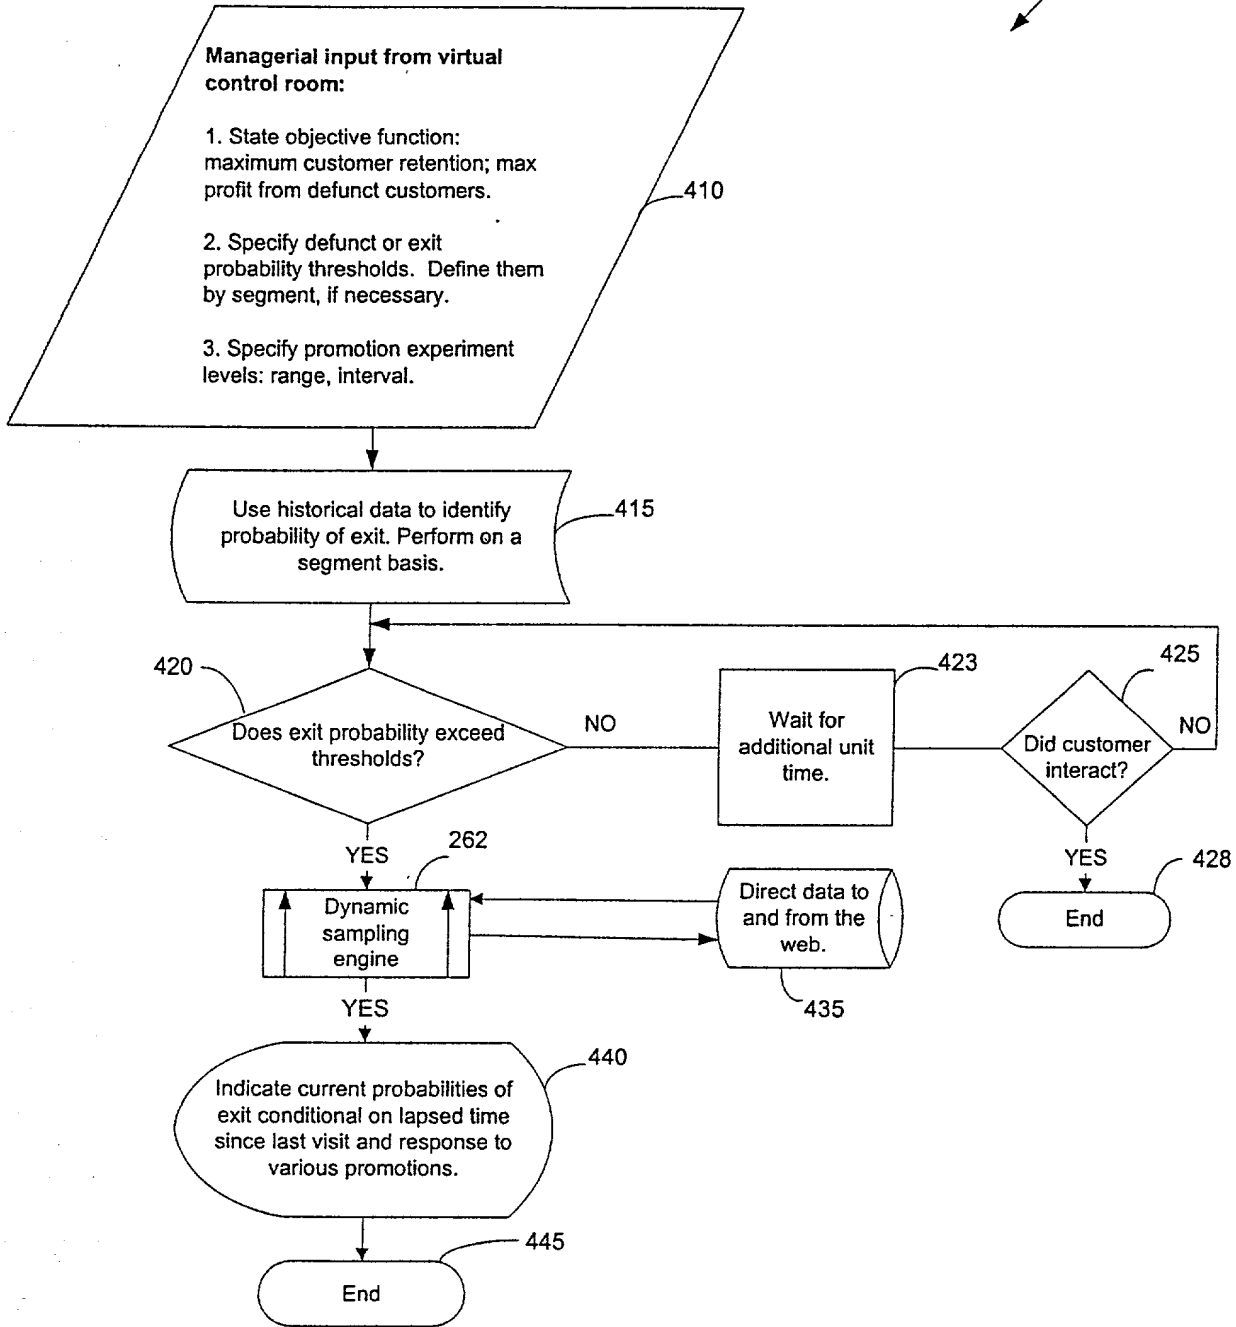 Managerial input from virtual
control room:
1. State objective function:
maximum customer retention; max
profit from defunct customers.
410
2. Specify defunct or exit
probability thresholds. Define them
by segment, if necessary.
3. Specify promotion experiment
levels: range, interval.
Use historical data to identify
probability of exit. Perform on a
segment basis.
415
420
Does exit probability exceed
thresholds?
NO
423
Wait for
additional unit
time.
425
Did customer
interact?
NO
YES
428
End
YES
262
Dynamic
sampling
engine
Direct data to
and from the
web.
435
YES
440
Indicate current probabilities of
exit conditional on lapsed time
since last visit and response to
various promotions.
445
End